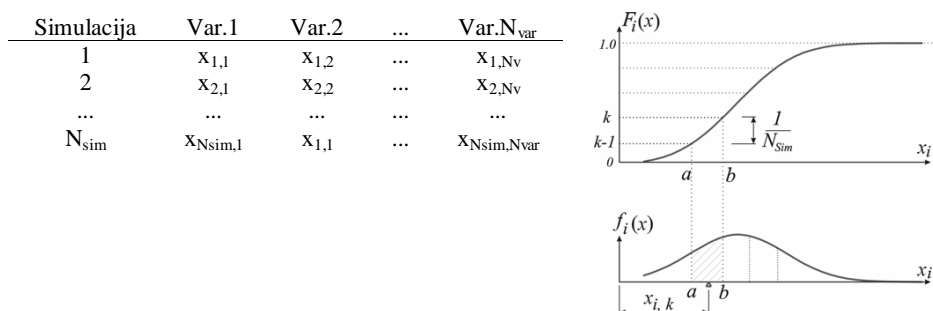 Simulacija Var.1 Var.2 ... Var.N_var
1 x_1,1 x_1,2 ... x_1,Nv
2 x_2,1 x_2,2 ... x_2,Nv
... ... ... ... ...
N_sim x_Nsim,1 x_1,1 ... x_Nsim,Nvar
F_i(x)
1.0
k
1
N_Sim
k-1
0
x_i
a b
f_i(x)
x_i
a b
x_i, k